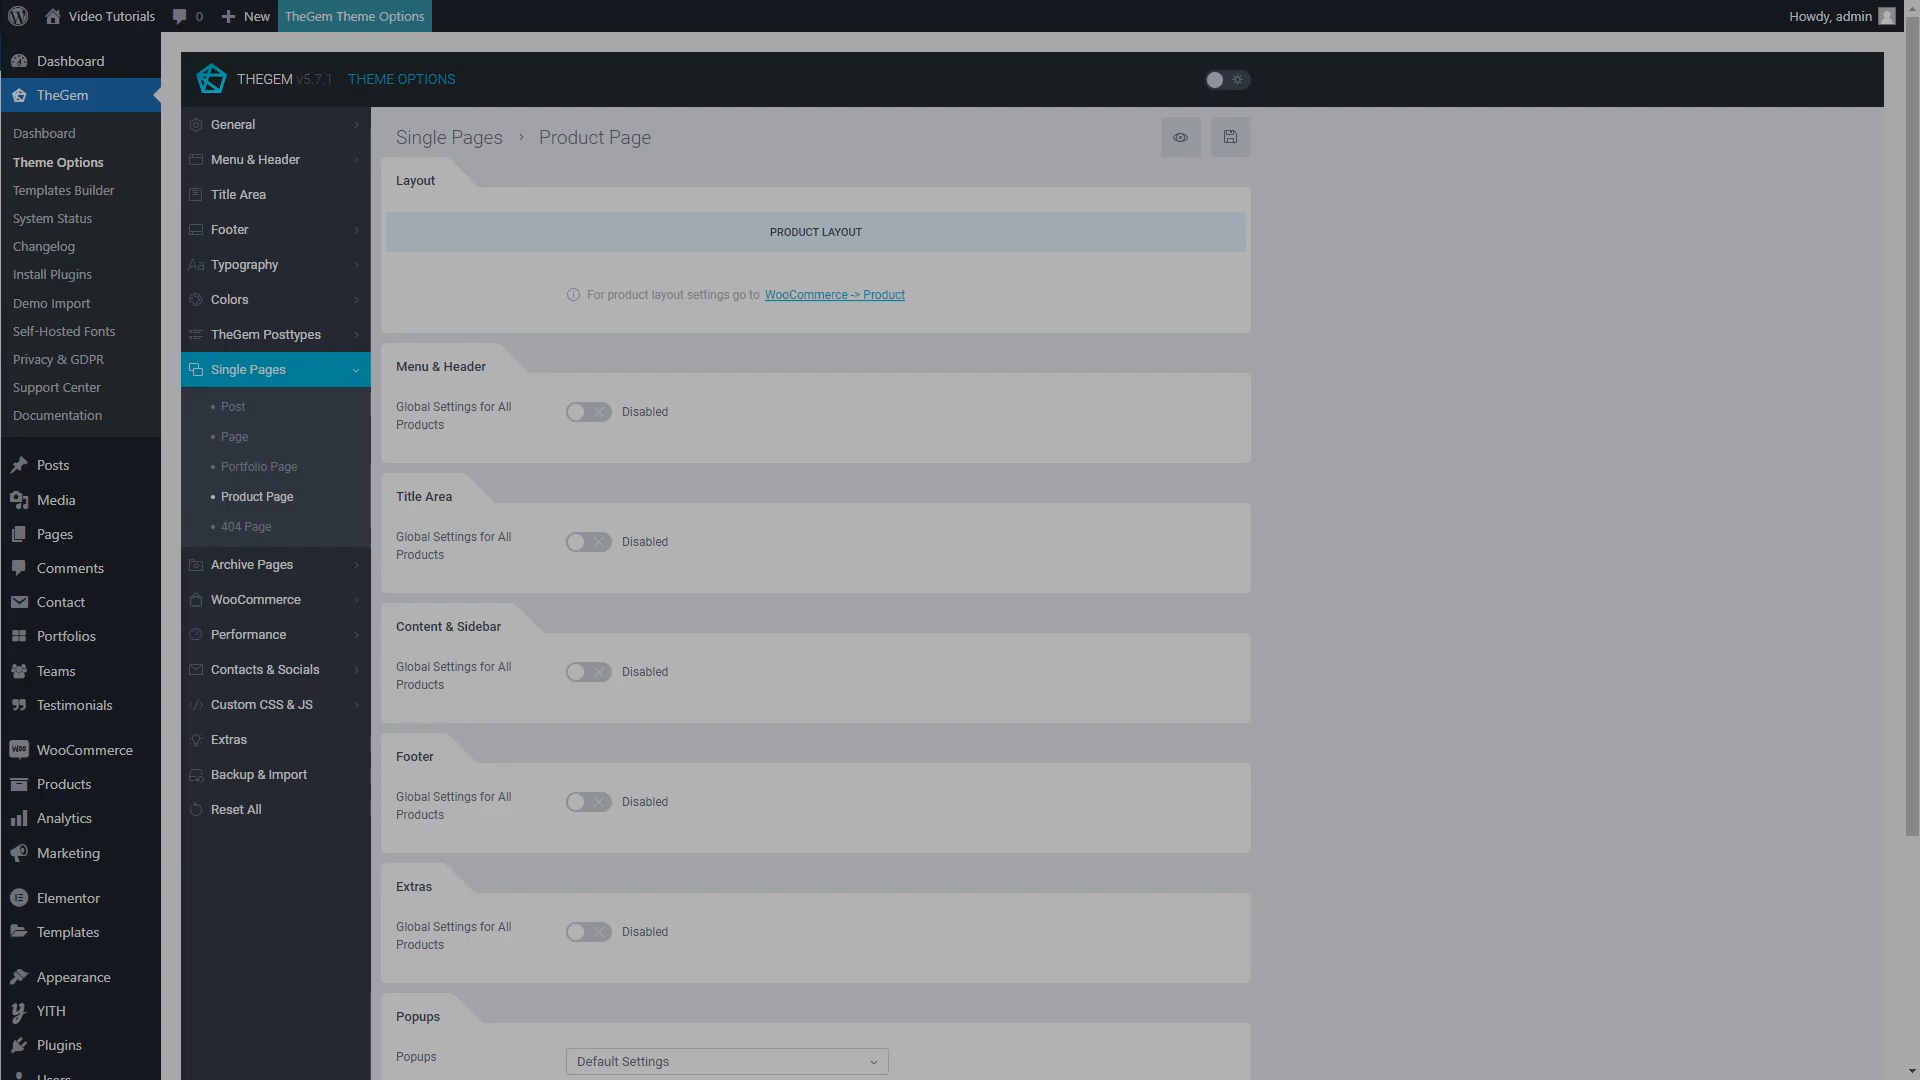 Video Tutorials
0
New
TheGem Theme Options
Howdy, admin
Dashboard
TheGem
Dashboard
Theme Options
Templates Builder
System Status
Changelog
Install Plugins
Demo Import
Self-Hosted Fonts
Privacy & GDPR
Support Center
Documentation
Posts
Media
Pages
Comments
Contact
Portfolios
Teams
Testimonials
WooCommerce
Products
Analytics
Marketing
Elementor
Templates
Appearance
YITH
Plugins
Users
THEGEM v5.7.1 THEME OPTIONS
General
Menu & Header
Title Area
Footer
Typography
Colors
TheGem Posttypes
Single Pages
Post
Page
Portfolio Page
Product Page
404 Page
Archive Pages
WooCommerce
Performance
Contacts & Socials
Custom CSS & JS
Extras
Backup & Import
Reset All
Single Pages › Product Page
Layout
PRODUCT LAYOUT
For product layout settings go to WooCommerce -> Product
Menu & Header
Global Settings for All
Products
Disabled
Title Area
Global Settings for All
Products
Disabled
Content & Sidebar
Global Settings for All
Products
Disabled
Footer
Global Settings for All
Products
Disabled
Extras
Global Settings for All
Products
Disabled
Popups
Popups
Default Settings